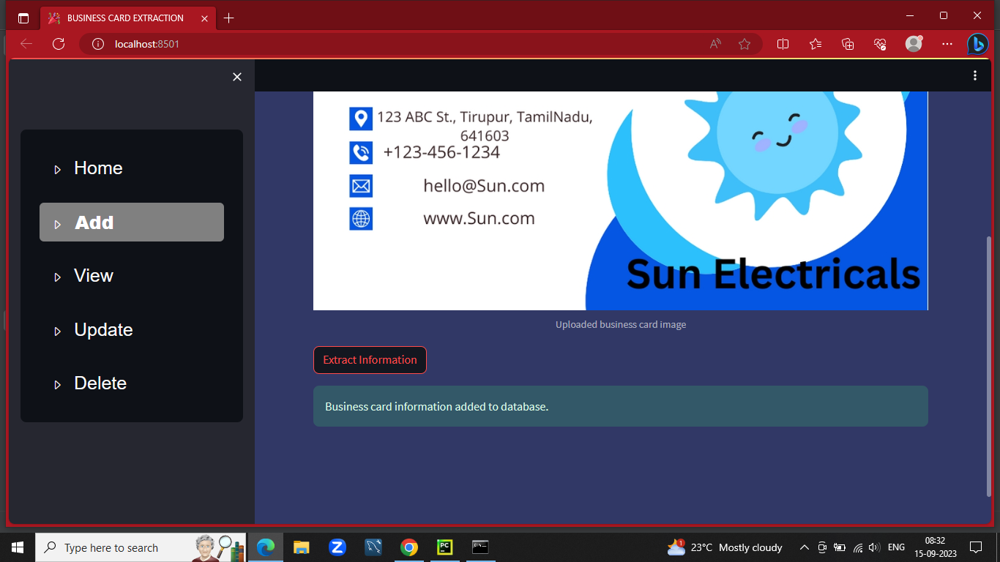 BUSINESS CARD EXTRACTION
localhost:8501
Home
Add
View
Update
Delete
123 ABC St., Tirupur, TamilNadu,
641603
+123-456-1234
hello@Sun.com
www.Sun.com
Sun Electricals
Uploaded business card image
Extract Information
Business card information added to database.
Type here to search
Z
PC
1
23°C Mostly cloudy
ENG
08:32
15-09-2023